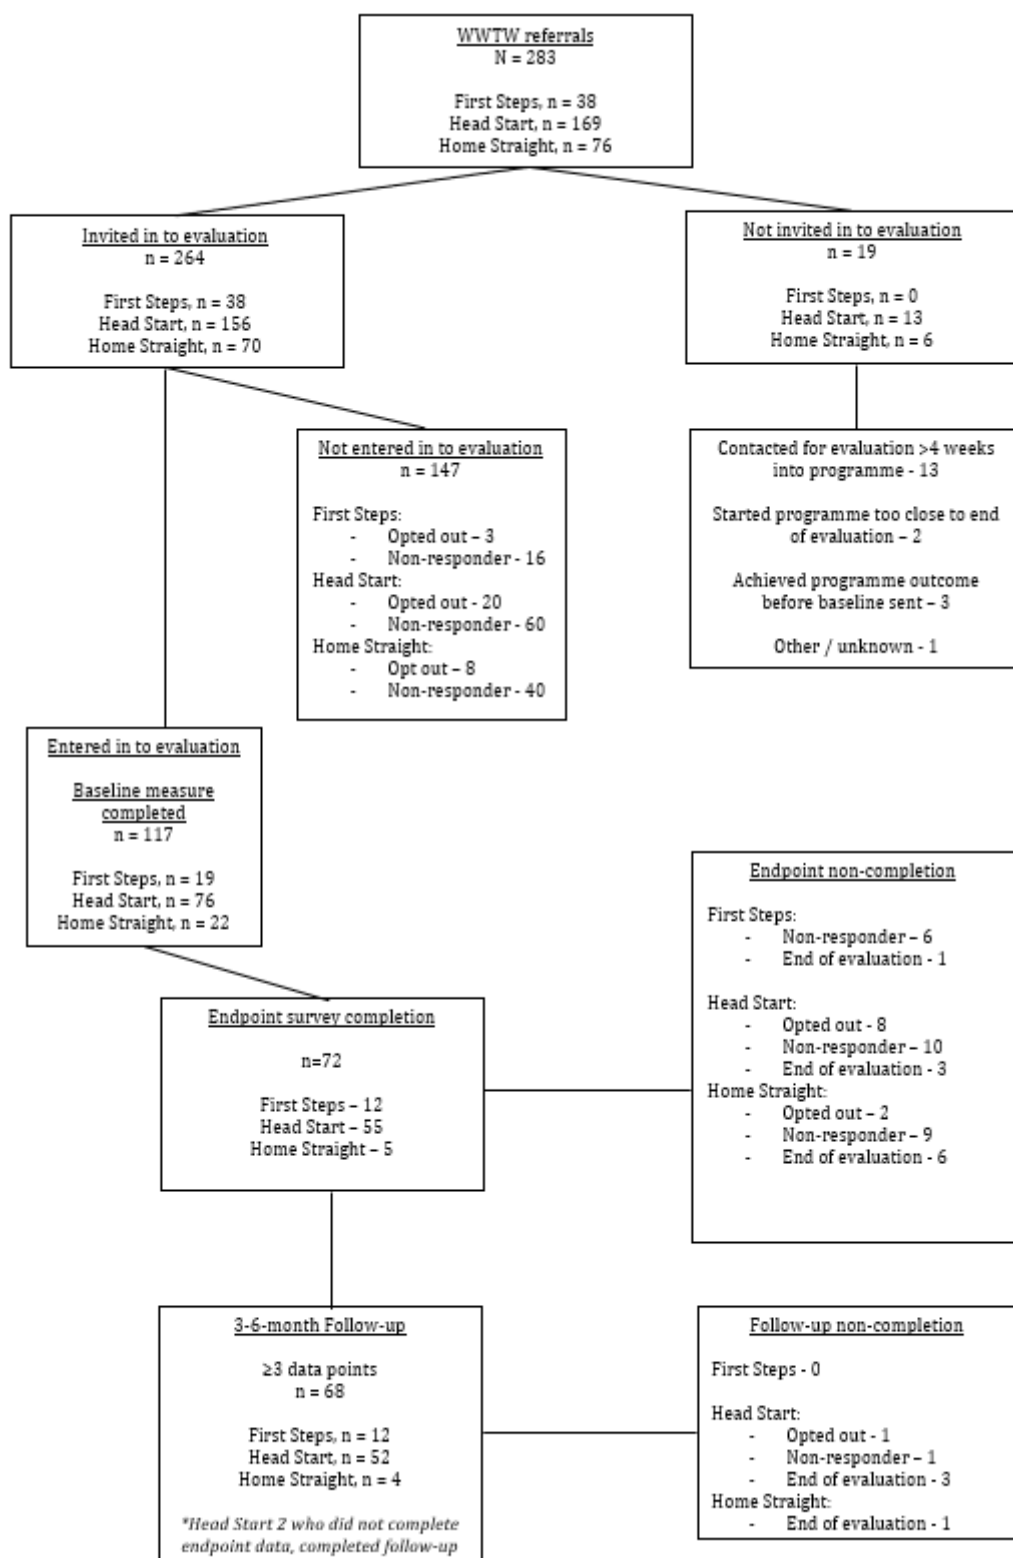 WWTW referrals
N = 283
First Steps, n = 38
Head Start, n = 169
Home Straight, n = 76
Invited in to evaluation
n = 264
First Steps, n = 38
Head Start, n = 156
Home Straight, n = 70
Not invited in to evaluation
n = 19
First Steps, n = 0
Head Start, n = 13
Home Straight, n = 6
Not entered in to evaluation
n = 147
First Steps:
- Opted out – 3
- Non-responder - 16
Head Start:
- Opted out - 20
- Non-responder - 60
Home Straight:
- Opt out – 8
- Non-responder - 40
Contacted for evaluation >4 weeks
into programme - 13
Started programme too close to end
of evaluation – 2
Achieved programme outcome
before baseline sent – 3
Other / unknown - 1
Entered in to evaluation
Baseline measure
completed
n = 117
First Steps, n = 19
Head Start, n = 76
Home Straight, n = 22
Endpoint survey completion
n=72
First Steps – 12
Head Start – 55
Home Straight – 5
Endpoint non-completion
First Steps:
- Non-responder – 6
- End of evaluation - 1
Head Start:
- Opted out - 8
- Non-responder – 10
- End of evaluation - 3
Home Straight:
- Opted out – 2
- Non-responder – 9
- End of evaluation - 6
3-6-month Follow-up
≥3 data points
n = 68
First Steps, n = 12
Head Start, n = 52
Home Straight, n = 4
*Head Start 2 who did not complete
endpoint data, completed follow-up
Follow-up non-completion
First Steps - 0
Head Start:
- Opted out - 1
- Non-responder – 1
- End of evaluation - 3
Home Straight:
- End of evaluation - 1